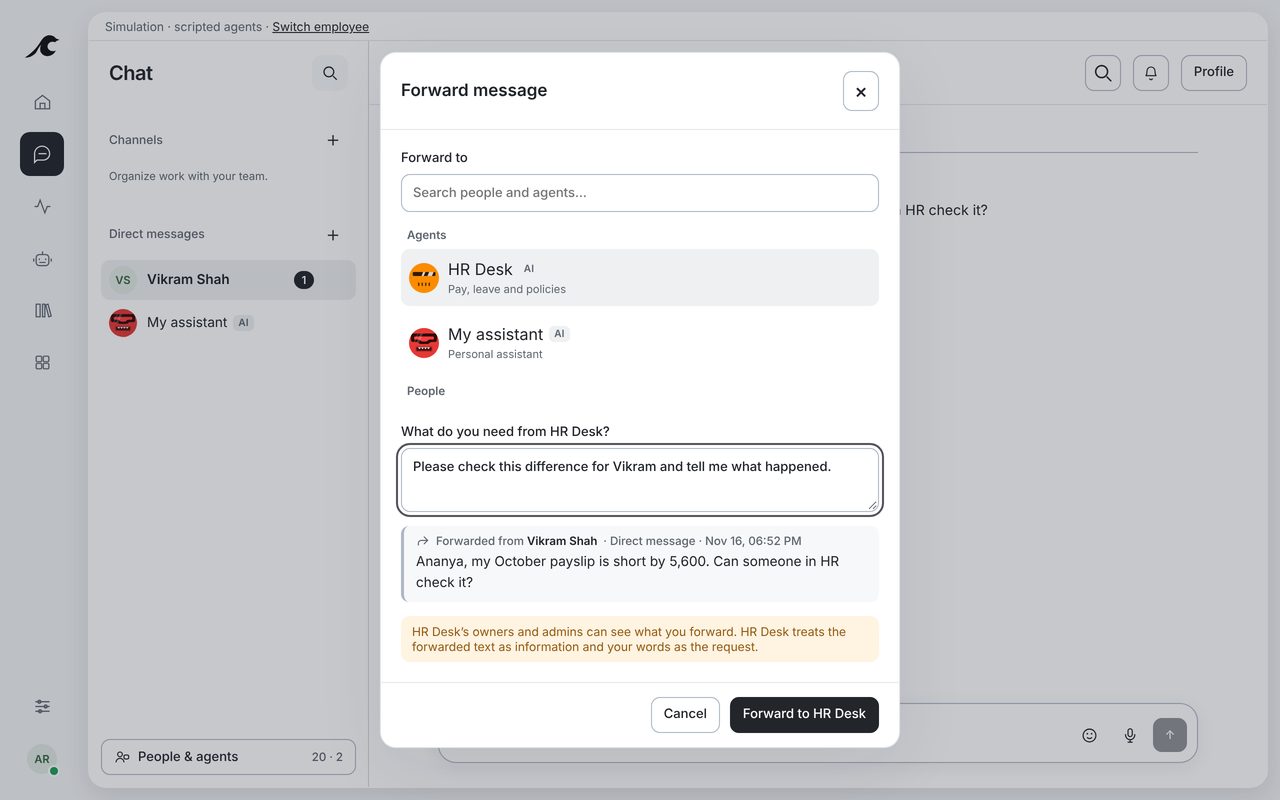 Simulation · scripted agents · Switch employee
Chat
Profile
Channels
Organize work with your team.
Direct messages
VS Vikram Shah 1
My assistant AI
People & agents 20 · 2
AR
HR check it?
Forward message
Forward to
Search people and agents...
Agents
HR Desk AI
Pay, leave and policies
My assistant AI
Personal assistant
People
What do you need from HR Desk?
Please check this difference for Vikram and tell me what happened.
Forwarded from Vikram Shah · Direct message · Nov 16, 06:52 PM
Ananya, my October payslip is short by 5,600. Can someone in HR
check it?
HR Desk’s owners and admins can see what you forward. HR Desk treats the
forwarded text as information and your words as the request.
Cancel
Forward to HR Desk